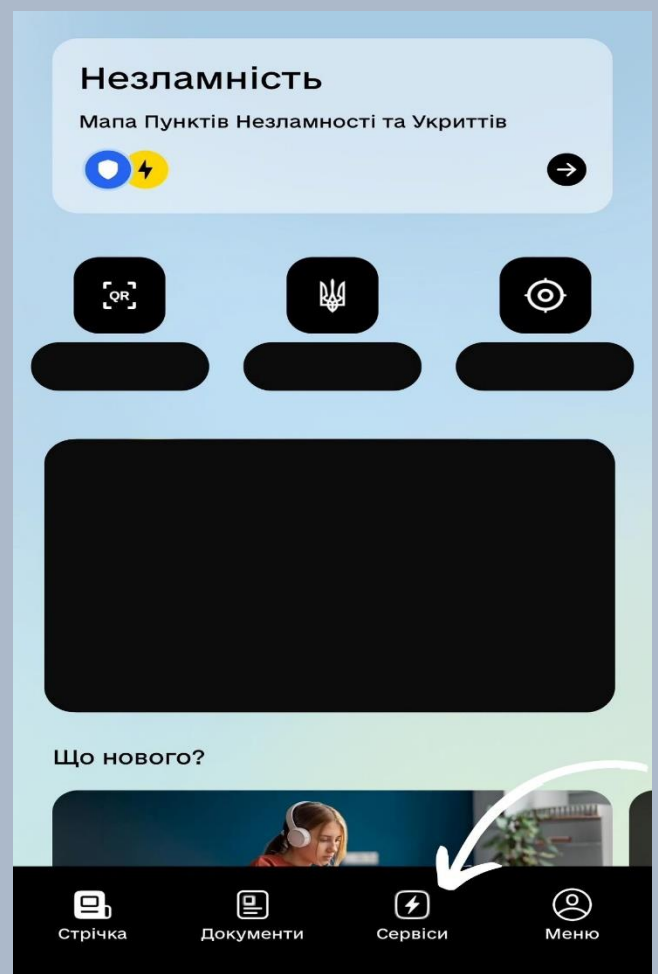 Незламність
Мапа Пунктів Незламності та Укриттів
QR
Що нового?
Стрічка
Документи
Сервіси
Меню